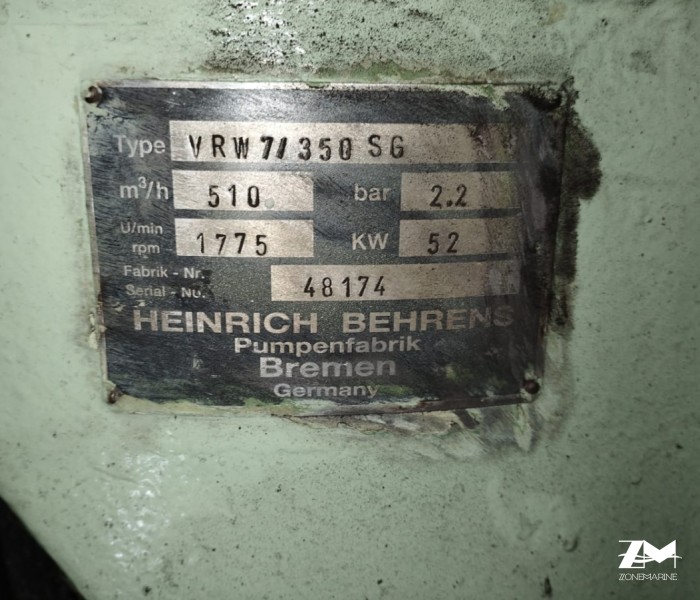 Type VRW 7/350 SG
m³/h 510 bar 2.2
U/min rpm 1775 KW 52
Fabrik - Nr.
Serial - No. 48174
HEINRICH BEHRENS
Pumpenfabrik
Bremen
Germany
ZM
ZONEMARINE